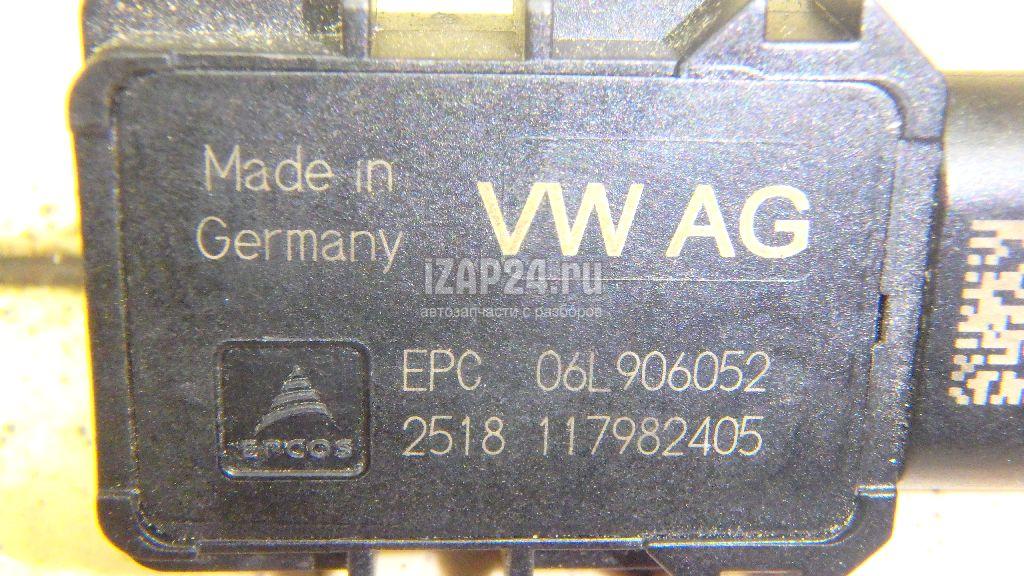 Made in
Germany
VW AG
iZAP24.ru
автозапчасти с разборов
EPCOS
EPC 06L906052
2518 117982405